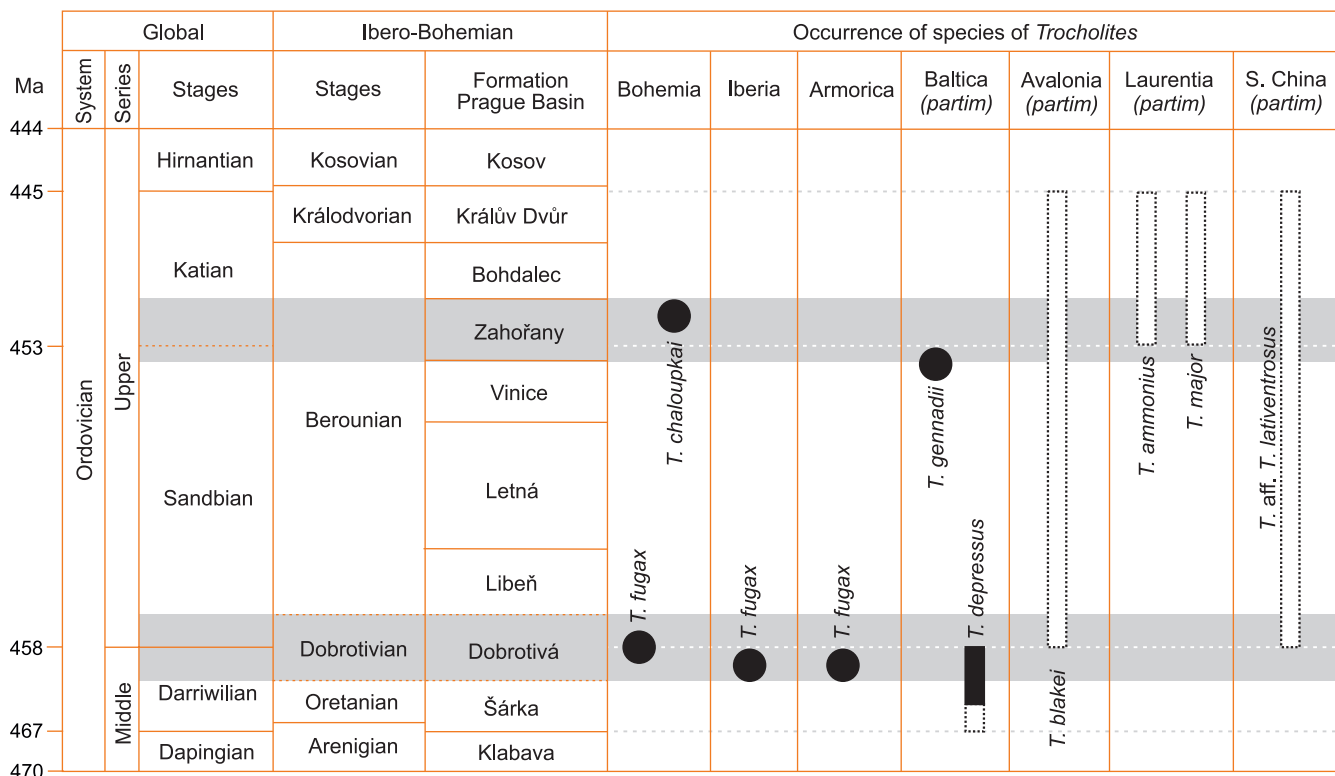 Global
Ibero-Bohemian
Occurrence of species of Trocholites
Ma
System
Series
Stages
Stages
Formation
Prague Basin
Bohemia
Iberia
Armorica
Baltica
(partim)
Avalonia
(partim)
Laurentia
(partim)
S. China
(partim)
444
Hirnantian
Kosovian
Kosov
445
Králodvorian
Králův Dvůr
Katian
Bohdalec
Zahořany
453
Ordovician
Upper
Vinice
Berounian
T. chaloupkai
T. gennadii
T. ammonius
T. major
T. aff. T. lativentrosus
Sandbian
Letná
Libeň
T. fugax
T. fugax
T. fugax
T. depressus
458
Dobrotivian
Dobrotivá
Middle
Darriwilian
Oretanian
Šárka
T. blakei
467
Dapingian
Arenigian
Klabava
470